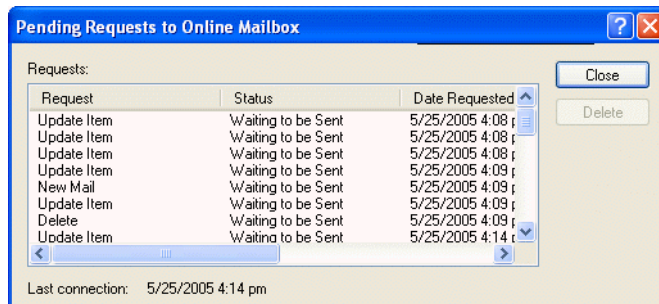 Pending Requests to Online Mailbox
Requests:
Close
Delete
Request Status Date Requested
Update Item Waiting to be Sent 5/25/2005 4:08 p
Update Item Waiting to be Sent 5/25/2005 4:08 p
Update Item Waiting to be Sent 5/25/2005 4:08 p
Update Item Waiting to be Sent 5/25/2005 4:09 p
New Mail Waiting to be Sent 5/25/2005 4:09 p
Update Item Waiting to be Sent 5/25/2005 4:09 p
Delete Waiting to be Sent 5/25/2005 4:09 p
Update Item Waiting to be Sent 5/25/2005 4:14 p
Last connection: 5/25/2005 4:14 pm